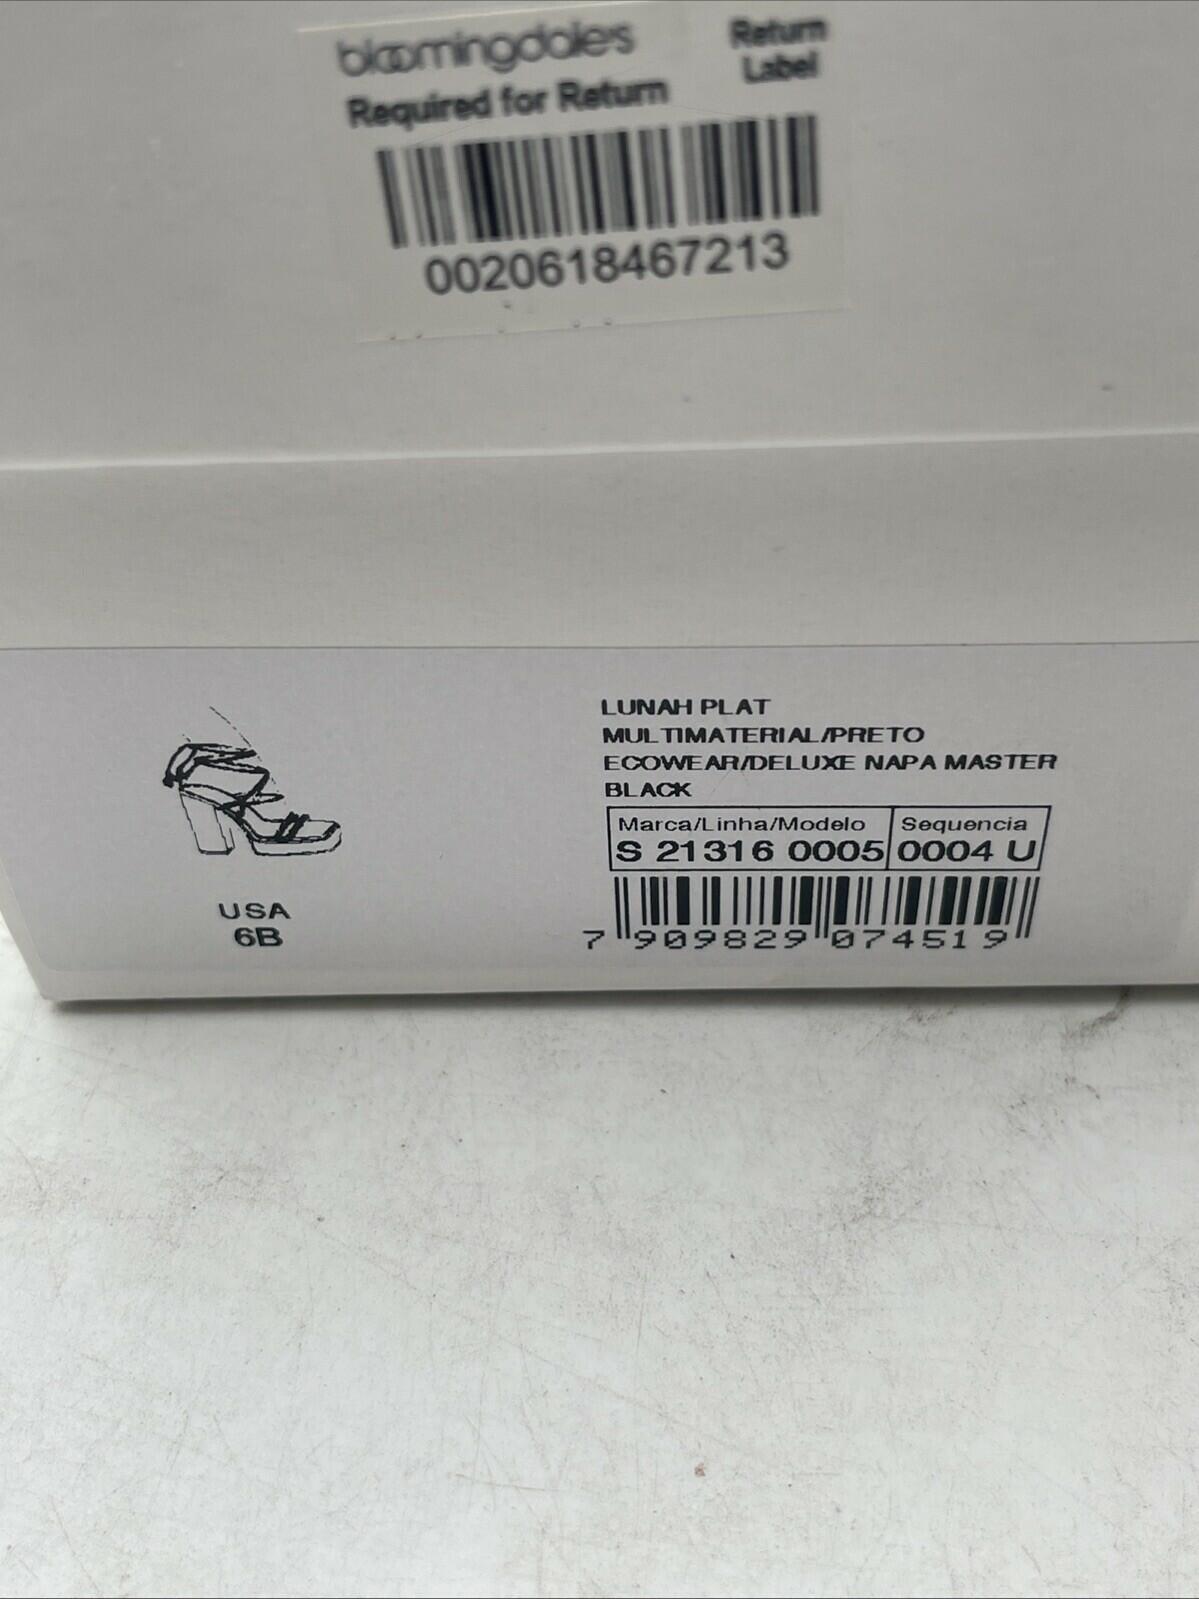 bloomingdale's Return
Required for Return Label
0020618467213
LUNAH PLAT
MULTIMATERIAL/PRETO
ECOWEAR/DELUXE NAPA MASTER
BLACK
Marca/Linha/Modelo Sequencia
S 21316 0005 0004 U
7 909829 074519
USA
6B